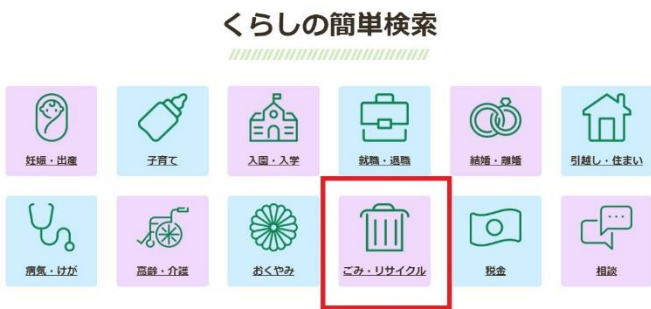 くらしの簡単検索
妊娠・出産 子育て 入園・入学 就職・退職 結婚・離婚 引越し・住まい
病気・けが 高齢・介護 おくやみ ごみ・リサイクル 税金 相談